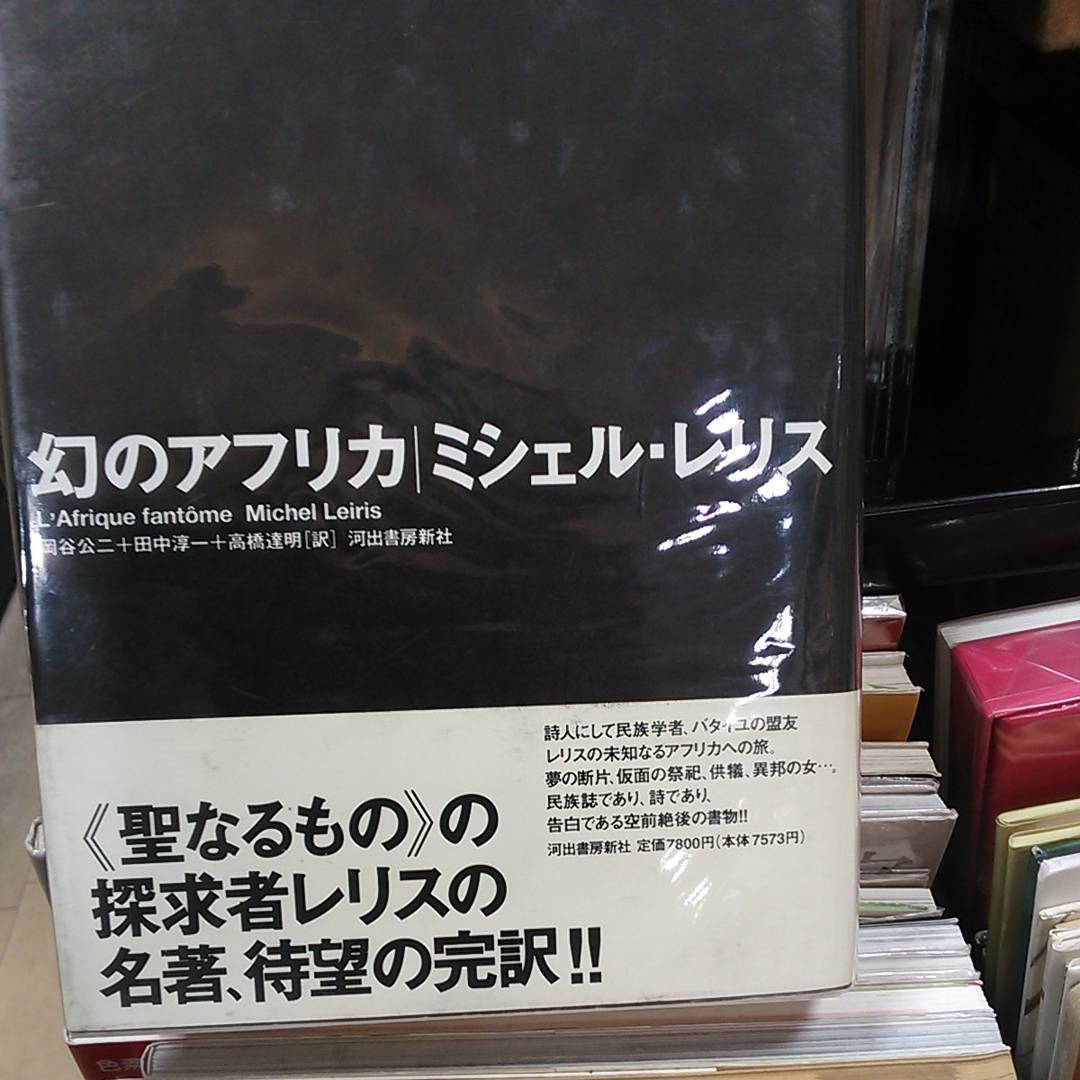 幻のアフリカ|ミシェル・レリス
L'Afrique fantôme Michel Leiris
岡谷公二＋田中淳一＋高橋達明[訳] 河出書房新社
詩人にして民族学者、バタイユの盟友
レリスの未知なるアフリカへの旅。
夢の断片、仮面の祭祀、供犠、異邦の女…。
民族誌であり、詩であり、
告白である空前絶後の書物!!
河出書房新社 定価7800円(本体7573円)
《聖なるもの》の
探求者レリスの
名著、待望の完訳!!